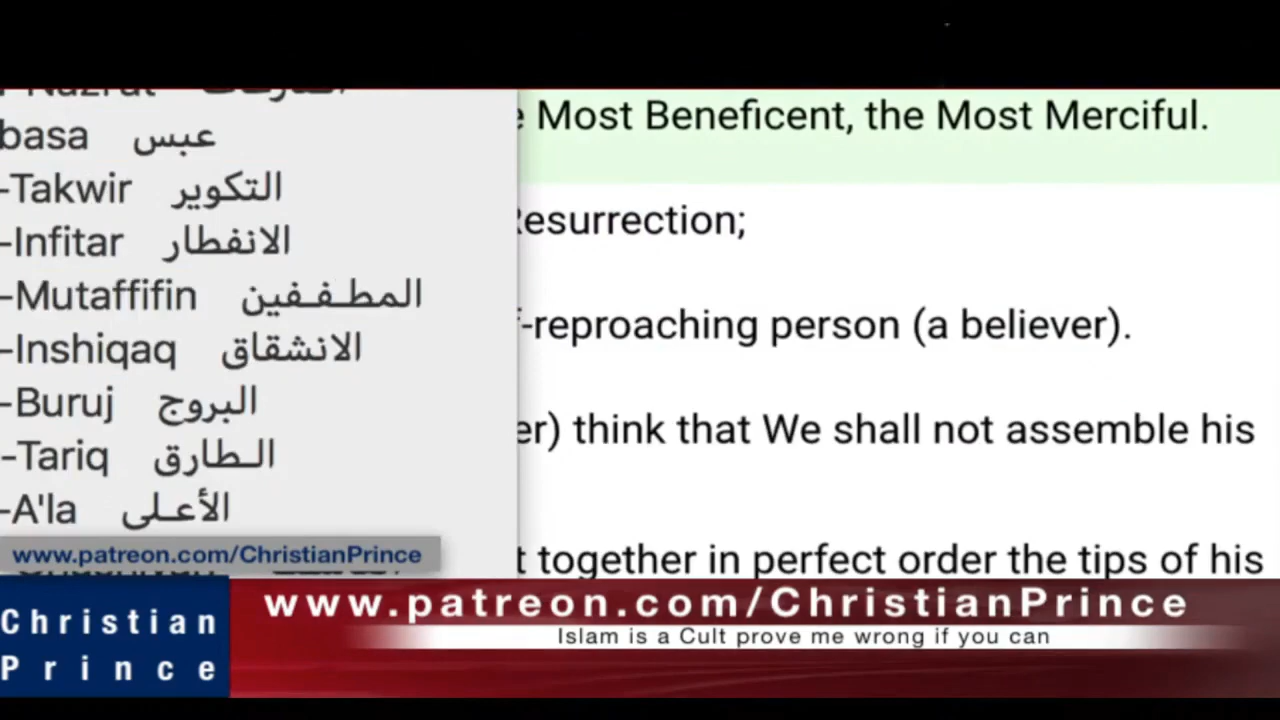 basa عبس
-Takwir التكوير
-Infitar الانفطار
-Mutaffifin المطففين
-Inshiqaq الانشقاق
-Buruj البروج
-Tariq الطارق
-A'la الأعلى
www.patreon.com/ChristianPrince
Most Beneficent, the Most Merciful.
esurrection;
-reproaching person (a believer).
er) think that We shall not assemble his
t together in perfect order the tips of his
Christian
Prince
www.patreon.com/ChristianPrince
Islam is a Cult prove me wrong if you can